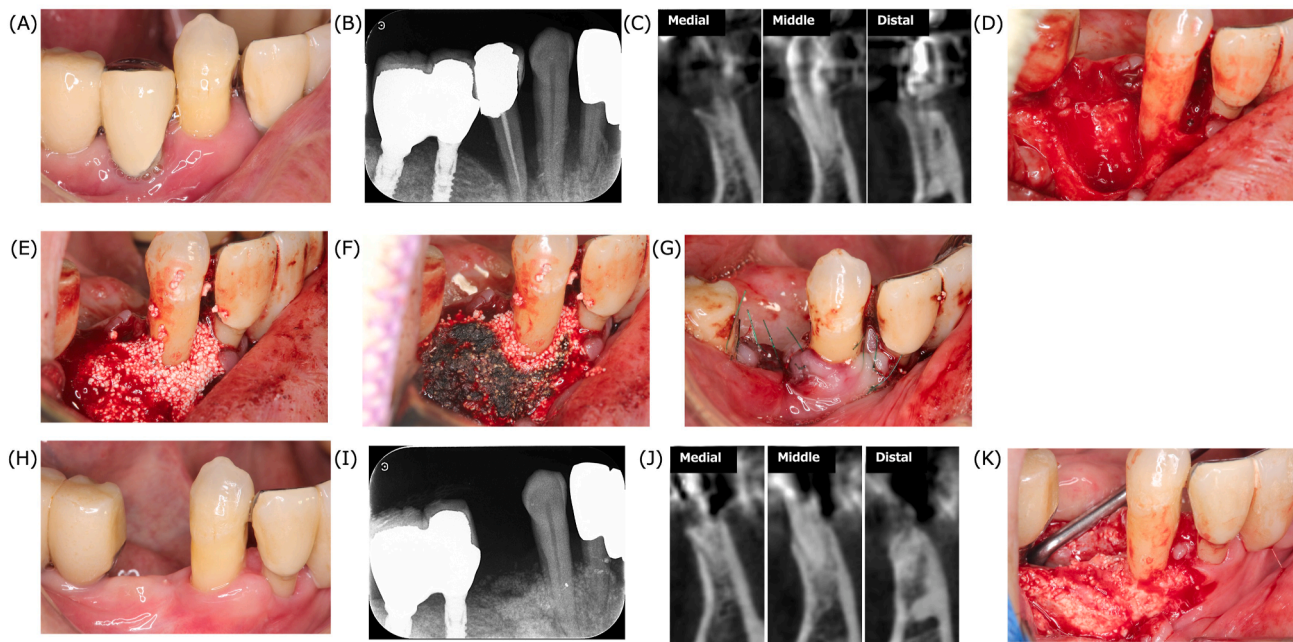 (A)
(B)
(C)
Medial
Middle
Distal
(D)
(E)
(F)
(G)
(H)
(I)
(J)
Medial
Middle
Distal
(K)